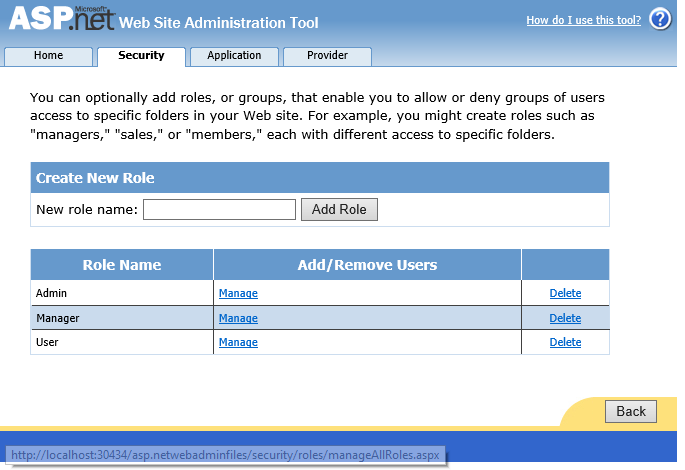 Microsoft
ASP.net Web Site Administration Tool
How do I use this tool? ?
Home Security Application Provider
You can optionally add roles, or groups, that enable you to allow or deny groups of users
access to specific folders in your Web site. For example, you might create roles such as
"managers," "sales," or "members," each with different access to specific folders.
Create New Role
New role name: Add Role
Role Name Add/Remove Users
Admin Manage Delete
Manager Manage Delete
User Manage Delete
Back
http://localhost:30434/asp.netwebadminfiles/security/roles/manageAllRoles.aspx